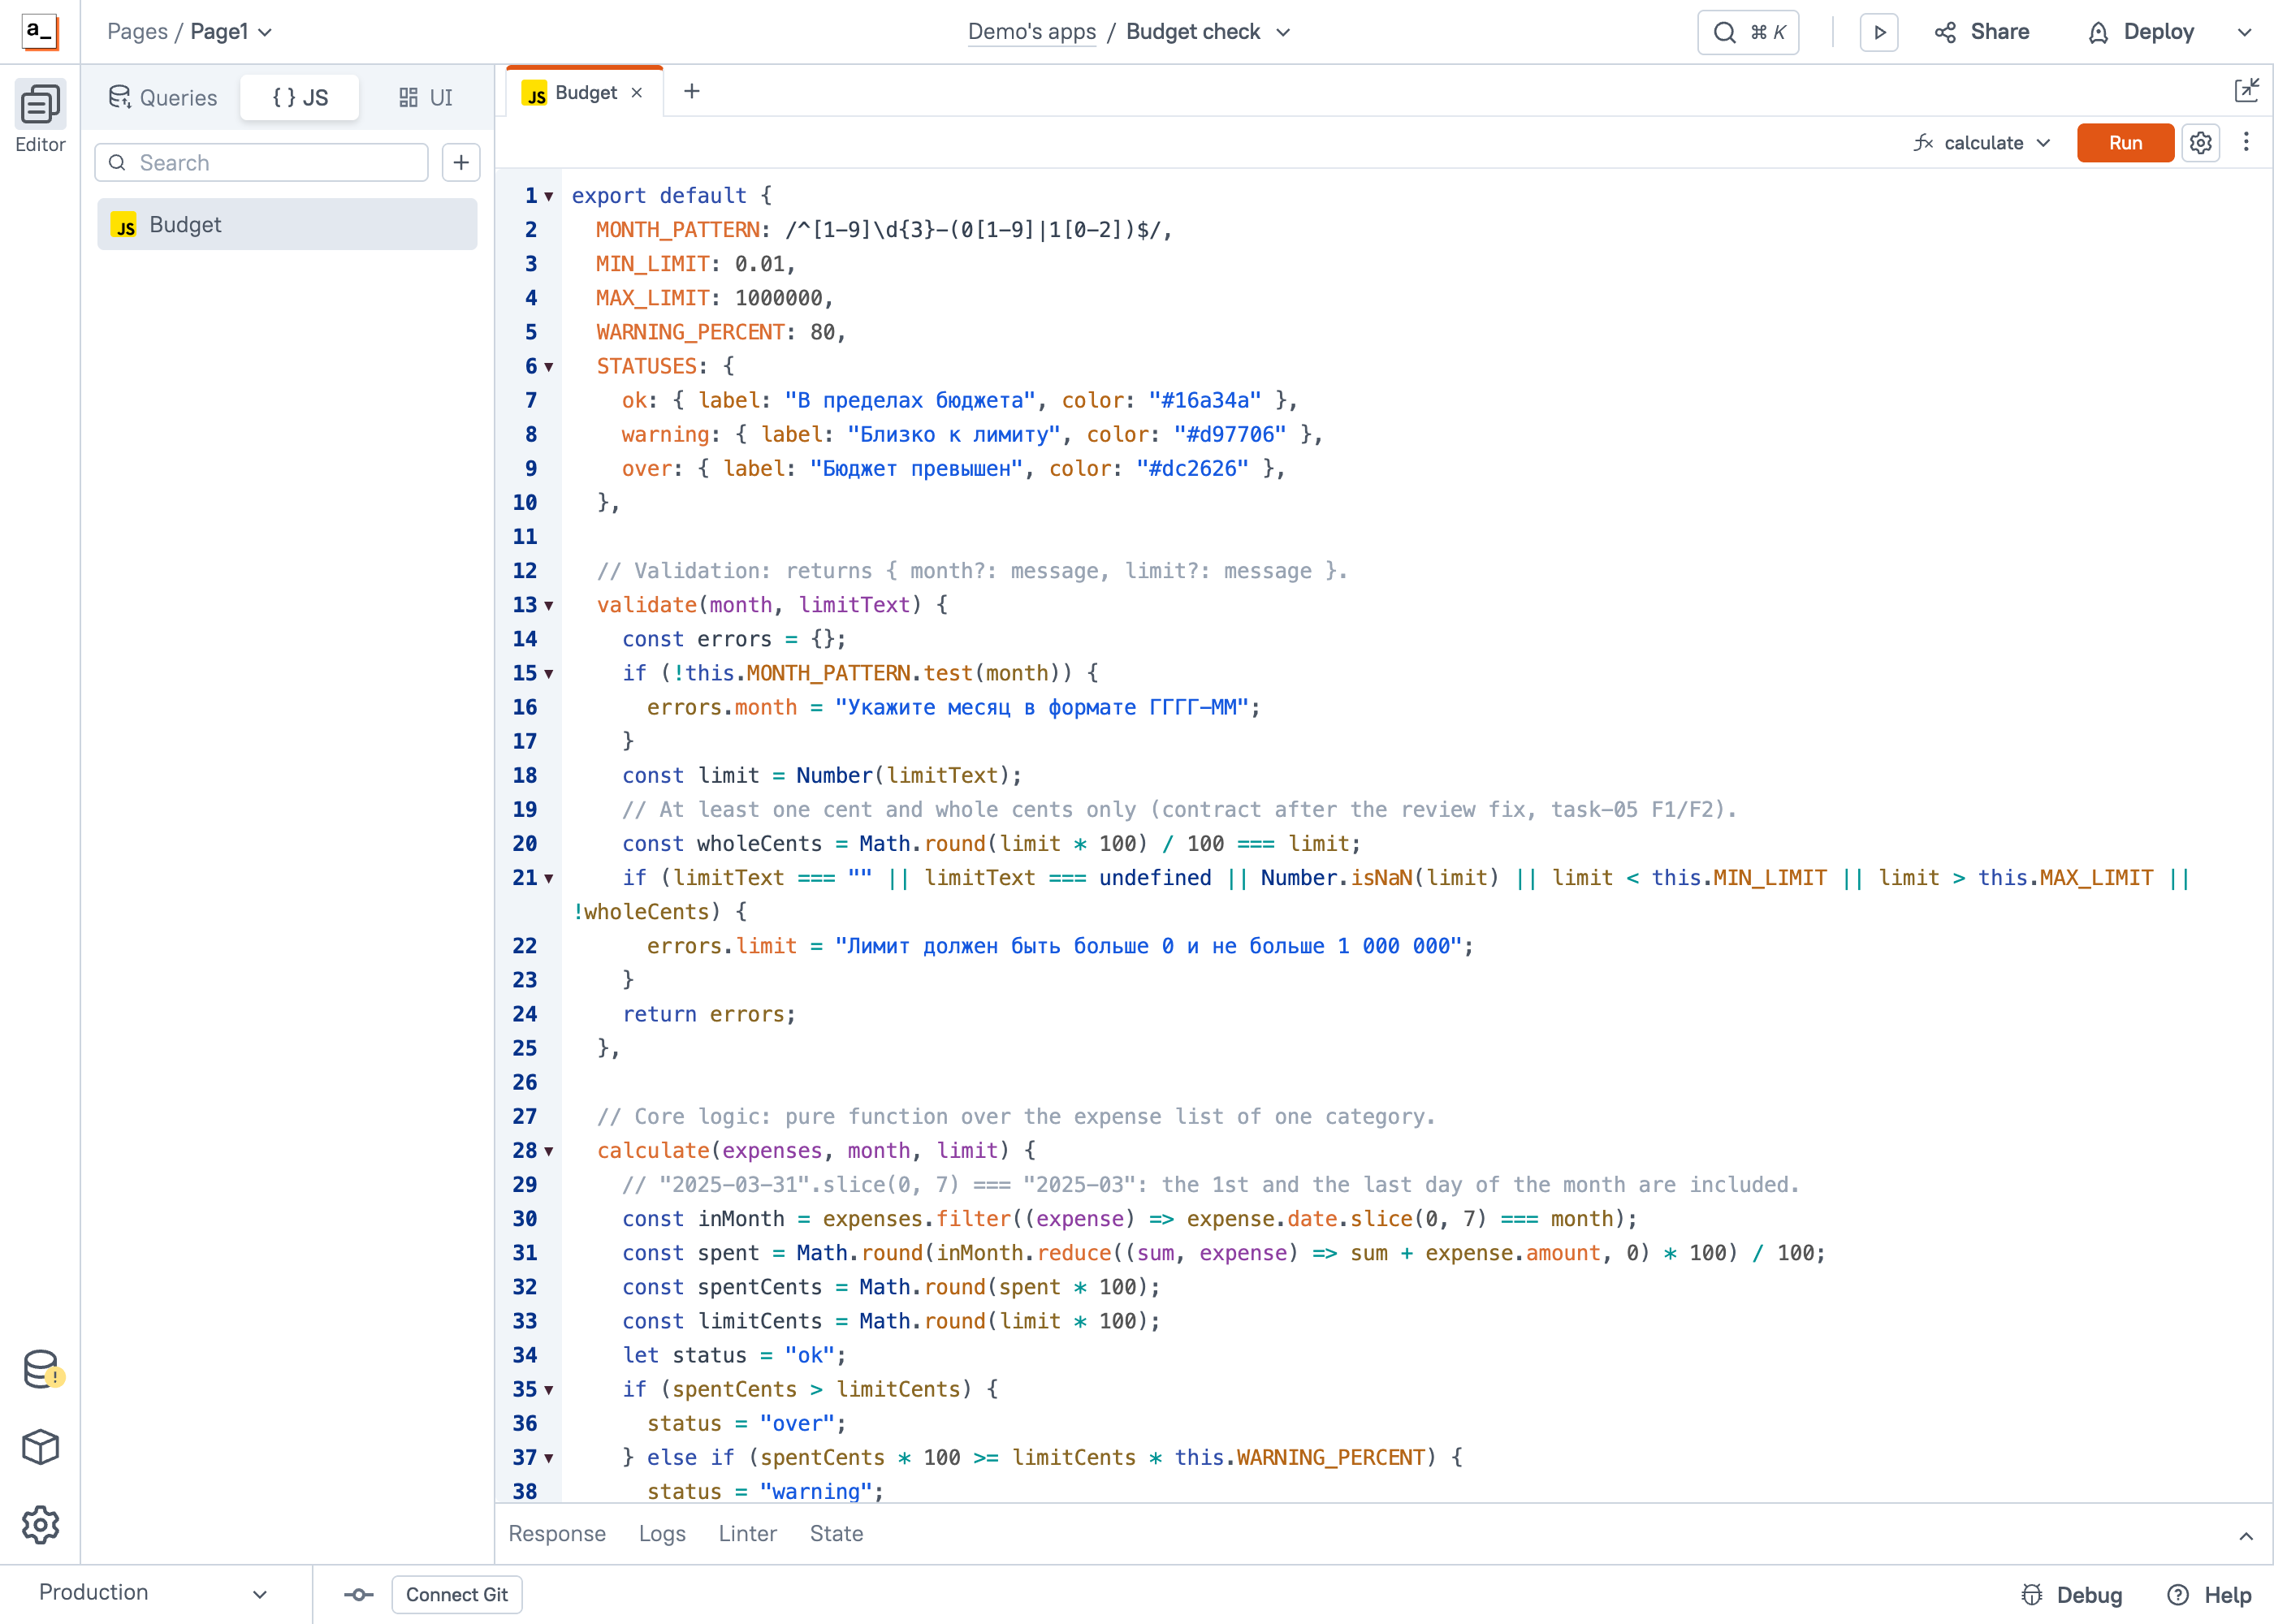 a_
Pages / Page1
Demo's apps / Budget check
⌘ K
Share
Deploy
Editor
Queries
{ } JS
UI
Search
JS Budget
JS Budget ×
calculate
Run
1 export default {
2 MONTH_PATTERN: /^[1-9]\d{3}-(0[1-9]|1[0-2])$/,
3 MIN_LIMIT: 0.01,
4 MAX_LIMIT: 1000000,
5 WARNING_PERCENT: 80,
6 STATUSES: {
7 ok: { label: "В пределах бюджета", color: "#16a34a" },
8 warning: { label: "Близко к лимиту", color: "#d97706" },
9 over: { label: "Бюджет превышен", color: "#dc2626" },
10 },
11
12 // Validation: returns { month?: message, limit?: message }.
13 validate(month, limitText) {
14 const errors = {};
15 if (!this.MONTH_PATTERN.test(month)) {
16 errors.month = "Укажите месяц в формате ГГГГ-ММ";
17 }
18 const limit = Number(limitText);
19 // At least one cent and whole cents only (contract after the review fix, task-05 F1/F2).
20 const wholeCents = Math.round(limit * 100) / 100 === limit;
21 if (limitText === "" || limitText === undefined || Number.isNaN(limit) || limit < this.MIN_LIMIT || limit > this.MAX_LIMIT ||
!wholeCents) {
22 errors.limit = "Лимит должен быть больше 0 и не больше 1 000 000";
23 }
24 return errors;
25 },
26
27 // Core logic: pure function over the expense list of one category.
28 calculate(expenses, month, limit) {
29 // "2025-03-31".slice(0, 7) === "2025-03": the 1st and the last day of the month are included.
30 const inMonth = expenses.filter((expense) => expense.date.slice(0, 7) === month);
31 const spent = Math.round(inMonth.reduce((sum, expense) => sum + expense.amount, 0) * 100) / 100;
32 const spentCents = Math.round(spent * 100);
33 const limitCents = Math.round(limit * 100);
34 let status = "ok";
35 if (spentCents > limitCents) {
36 status = "over";
37 } else if (spentCents * 100 >= limitCents * this.WARNING_PERCENT) {
38 status = "warning";
Response
Logs
Linter
State
Production
Connect Git
Debug
Help